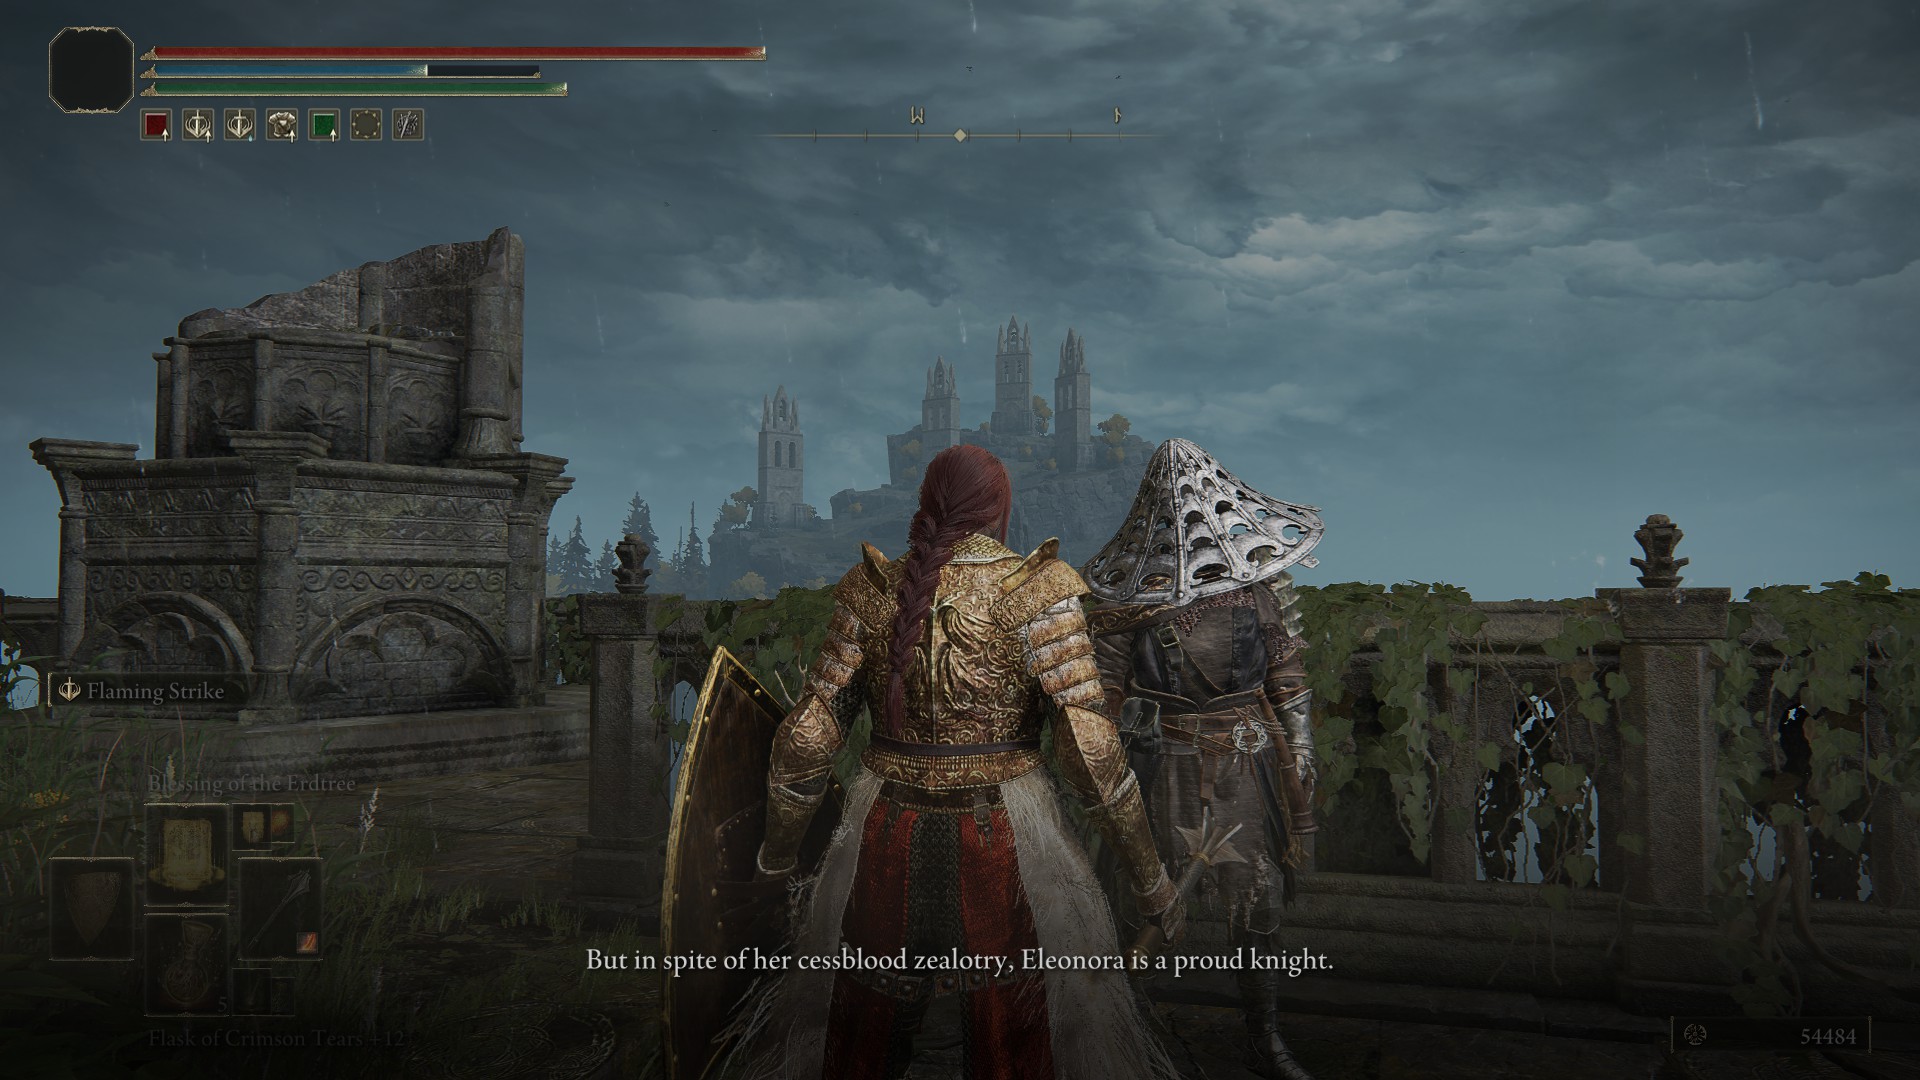 W
Flaming Strike
Blessing of the Erdtree
5
But in spite of her cessblood zealotry, Eleonora is a proud knight.
Flask of Crimson Tears +12
54484